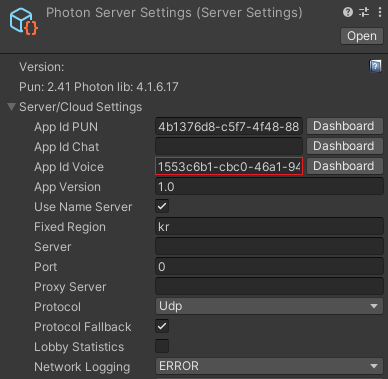 Photon Server Settings (Server Settings)
Open
Version:
Pun: 2.41 Photon lib: 4.1.6.17
Server/Cloud Settings
App Id PUN 4b1376d8-c5f7-4f48-88 Dashboard
App Id Chat Dashboard
App Id Voice 1553c6b1-cbc0-46a1-94 Dashboard
App Version 1.0
Use Name Server
Fixed Region kr
Server
Port 0
Proxy Server
Protocol Udp
Protocol Fallback
Lobby Statistics
Network Logging ERROR